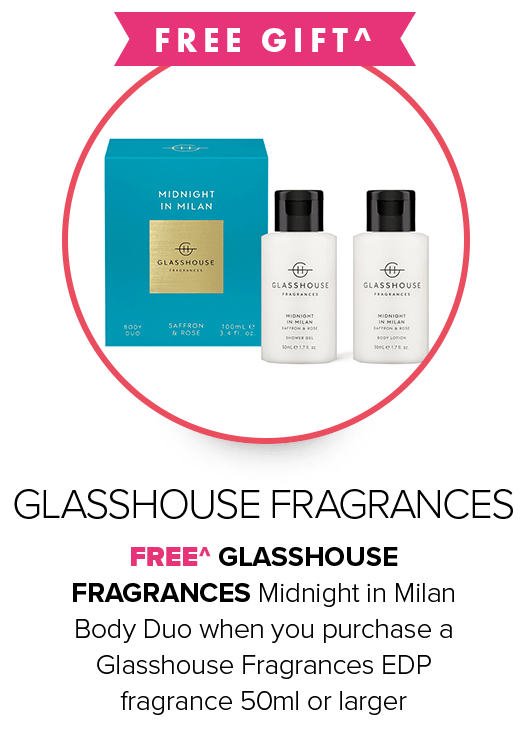 FREE GIFT^
MIDNIGHT
IN MILAN
GLASSHOUSE
FRAGRANCES
BODY
DUO
SAFFRON
& ROSE
100mL ℮
3.4 fl. oz.
GLASSHOUSE
FRAGRANCES
MIDNIGHT
IN MILAN
SAFFRON & ROSE
SHOWER GEL
50mL ℮ 1.7 fl. oz.
GLASSHOUSE
FRAGRANCES
MIDNIGHT
IN MILAN
SAFFRON & ROSE
BODY LOTION
50mL ℮ 1.7 fl. oz.
GLASSHOUSE FRAGRANCES
FREE^ GLASSHOUSE
FRAGRANCES Midnight in Milan
Body Duo when you purchase a
Glasshouse Fragrances EDP
fragrance 50ml or larger